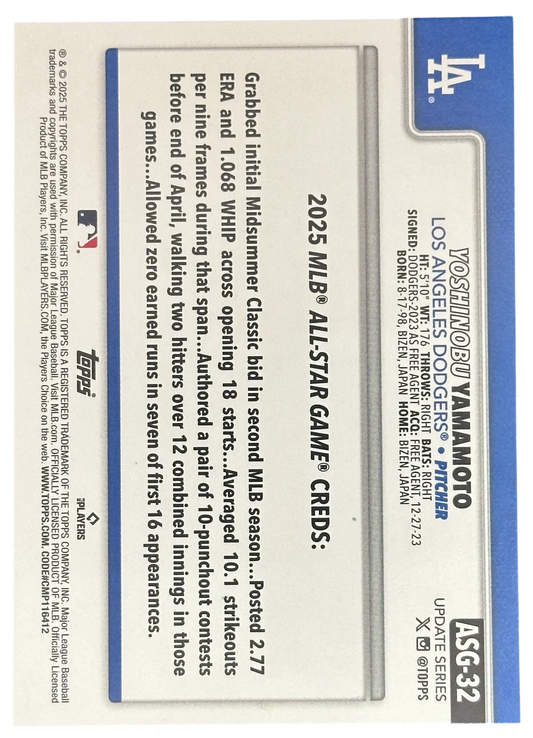 LA®
YOSHINOBU YAMAMOTO
LOS ANGELES DODGERS® • PITCHER
HT: 5'10" WT: 176 THROWS: RIGHT BATS: RIGHT
SIGNED: DODGERS-2023 AS FREE AGENT ACQ: FREE AGENT, 12-27-23
BORN: 8-17-98, BIZEN, JAPAN HOME: BIZEN, JAPAN
ASG-32
UPDATE SERIES
@TOPPS
2025 MLB® ALL-STAR GAME® CREDS:
Grabbed initial Midsummer Classic bid in second MLB season...Posted 2.77
ERA and 1.068 WHIP across opening 18 starts...Averaged 10.1 strikeouts
per nine frames during that span...Authored a pair of 10-punchout contests
before end of April, walking two hitters over 12 combined innings in those
games...Allowed zero earned runs in seven of first 16 appearances.
topps®
MLB PLAYERS
® & © 2025 THE TOPPS COMPANY, INC. ALL RIGHTS RESERVED. TOPPS IS A REGISTERED TRADEMARK OF THE TOPPS COMPANY, INC. Major League Baseball
trademarks and copyrights are used with permission of Major League Baseball. Visit MLB.com. OFFICIALLY LICENSED PRODUCT OF MLB. Officially Licensed
Product of MLB Players, Inc. Visit MLBPLAYERS.COM, the Players Choice on the web. WWW.TOPPS.COM. CODE#CMP116412